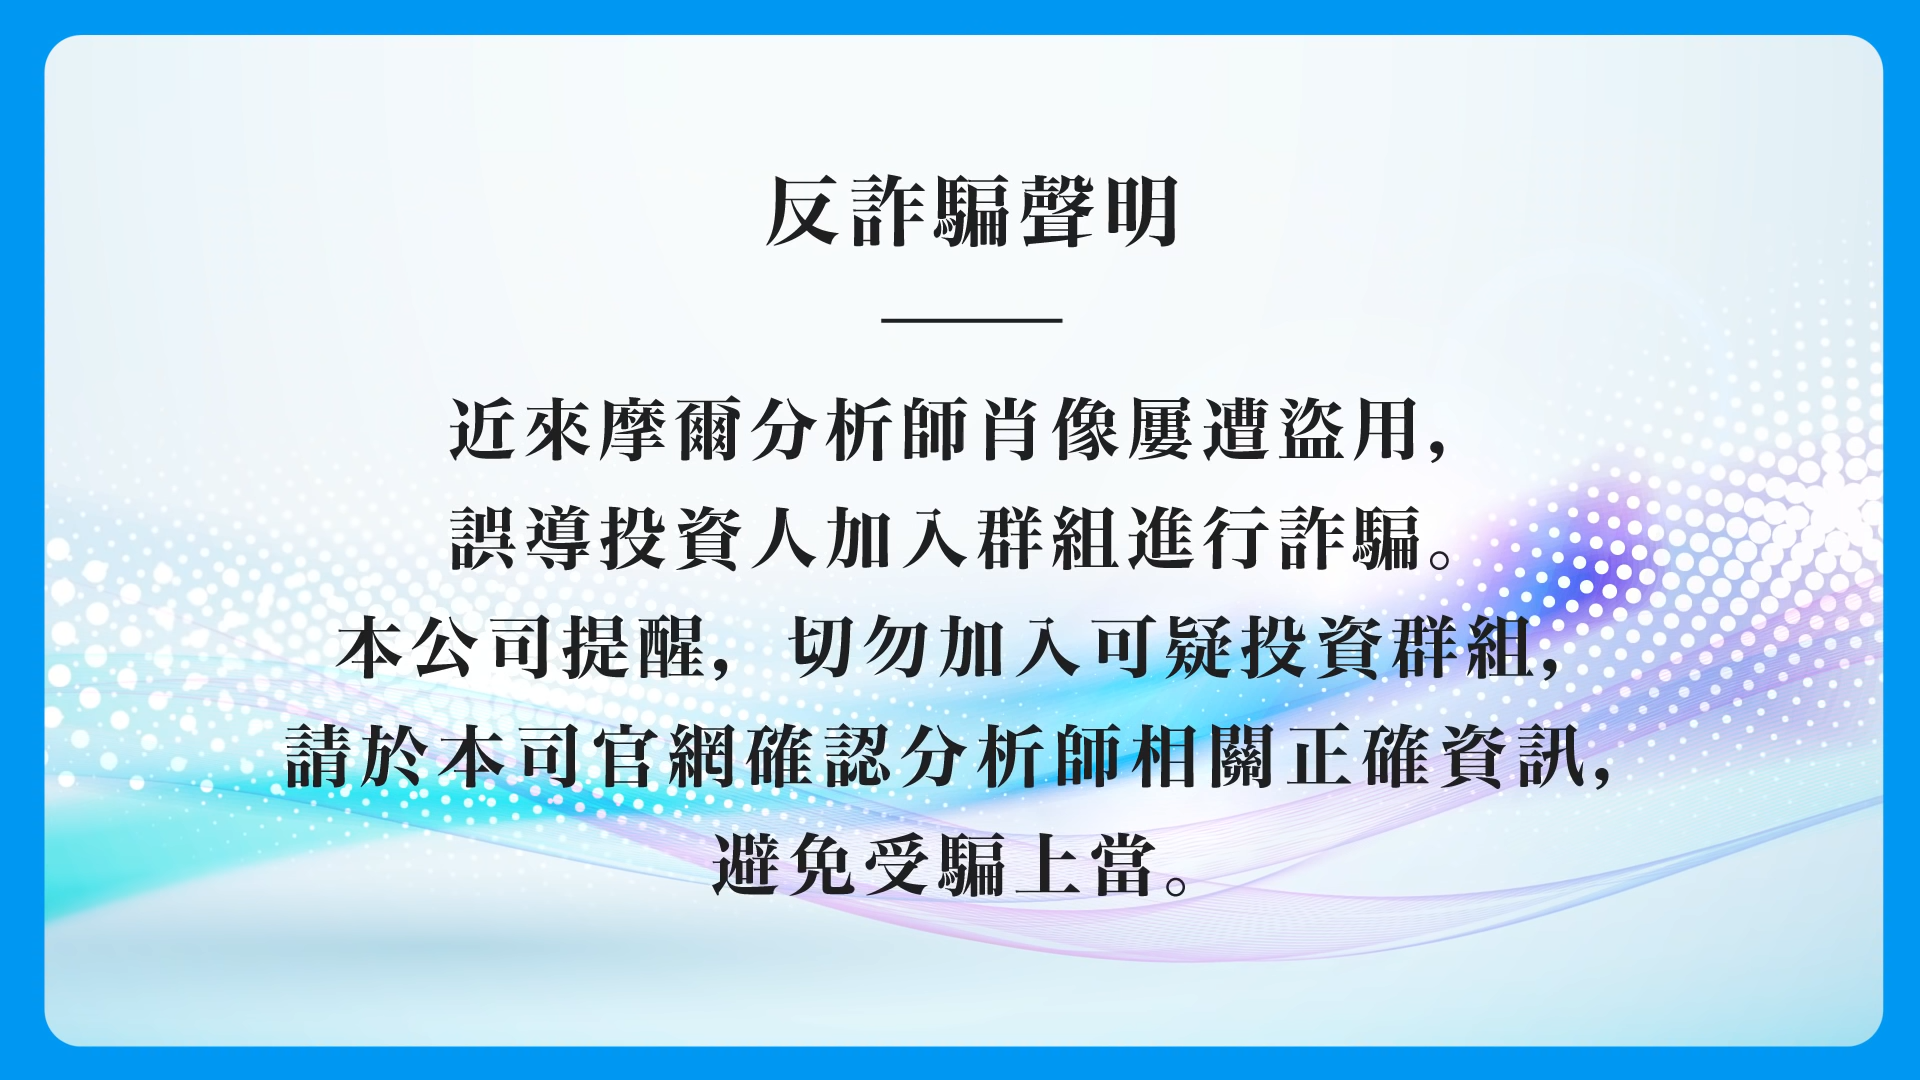 反詐騙聲明
近來摩爾分析師肖像屢遭盜用，
誤導投資人加入群組進行詐騙。
本公司提醒，切勿加入可疑投資群組，
請於本司官網確認分析師相關正確資訊，
避免受騙上當。